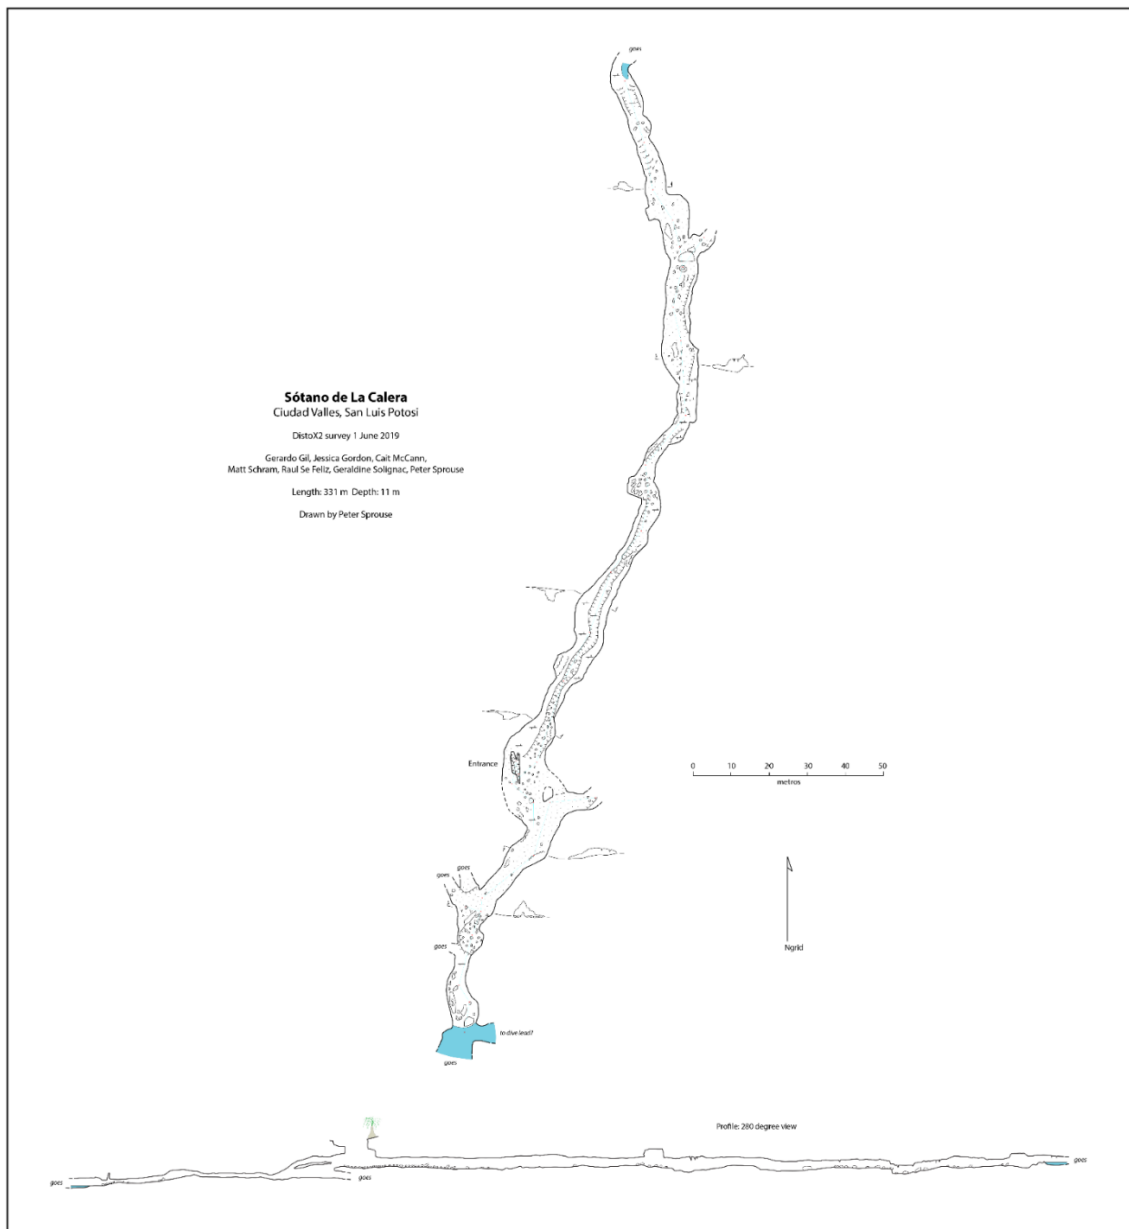 goes
Sótano de La Calera
Ciudad Valles, San Luis Potosi
DistoX2 survey 1 June 2019
Gerardo Gil, Jessica Gordon, Cait McCann,
Matt Schram, Raul Se Feliz, Geraldine Solignac, Peter Sprouse
Length: 331 m Depth: 11 m
Drawn by Peter Sprouse
Entrance
0 10 20 30 40 50
metros
goes
goes
goes
Ngrid
to dive lead?
goes
Profile: 280 degree view
goes
goes
goes